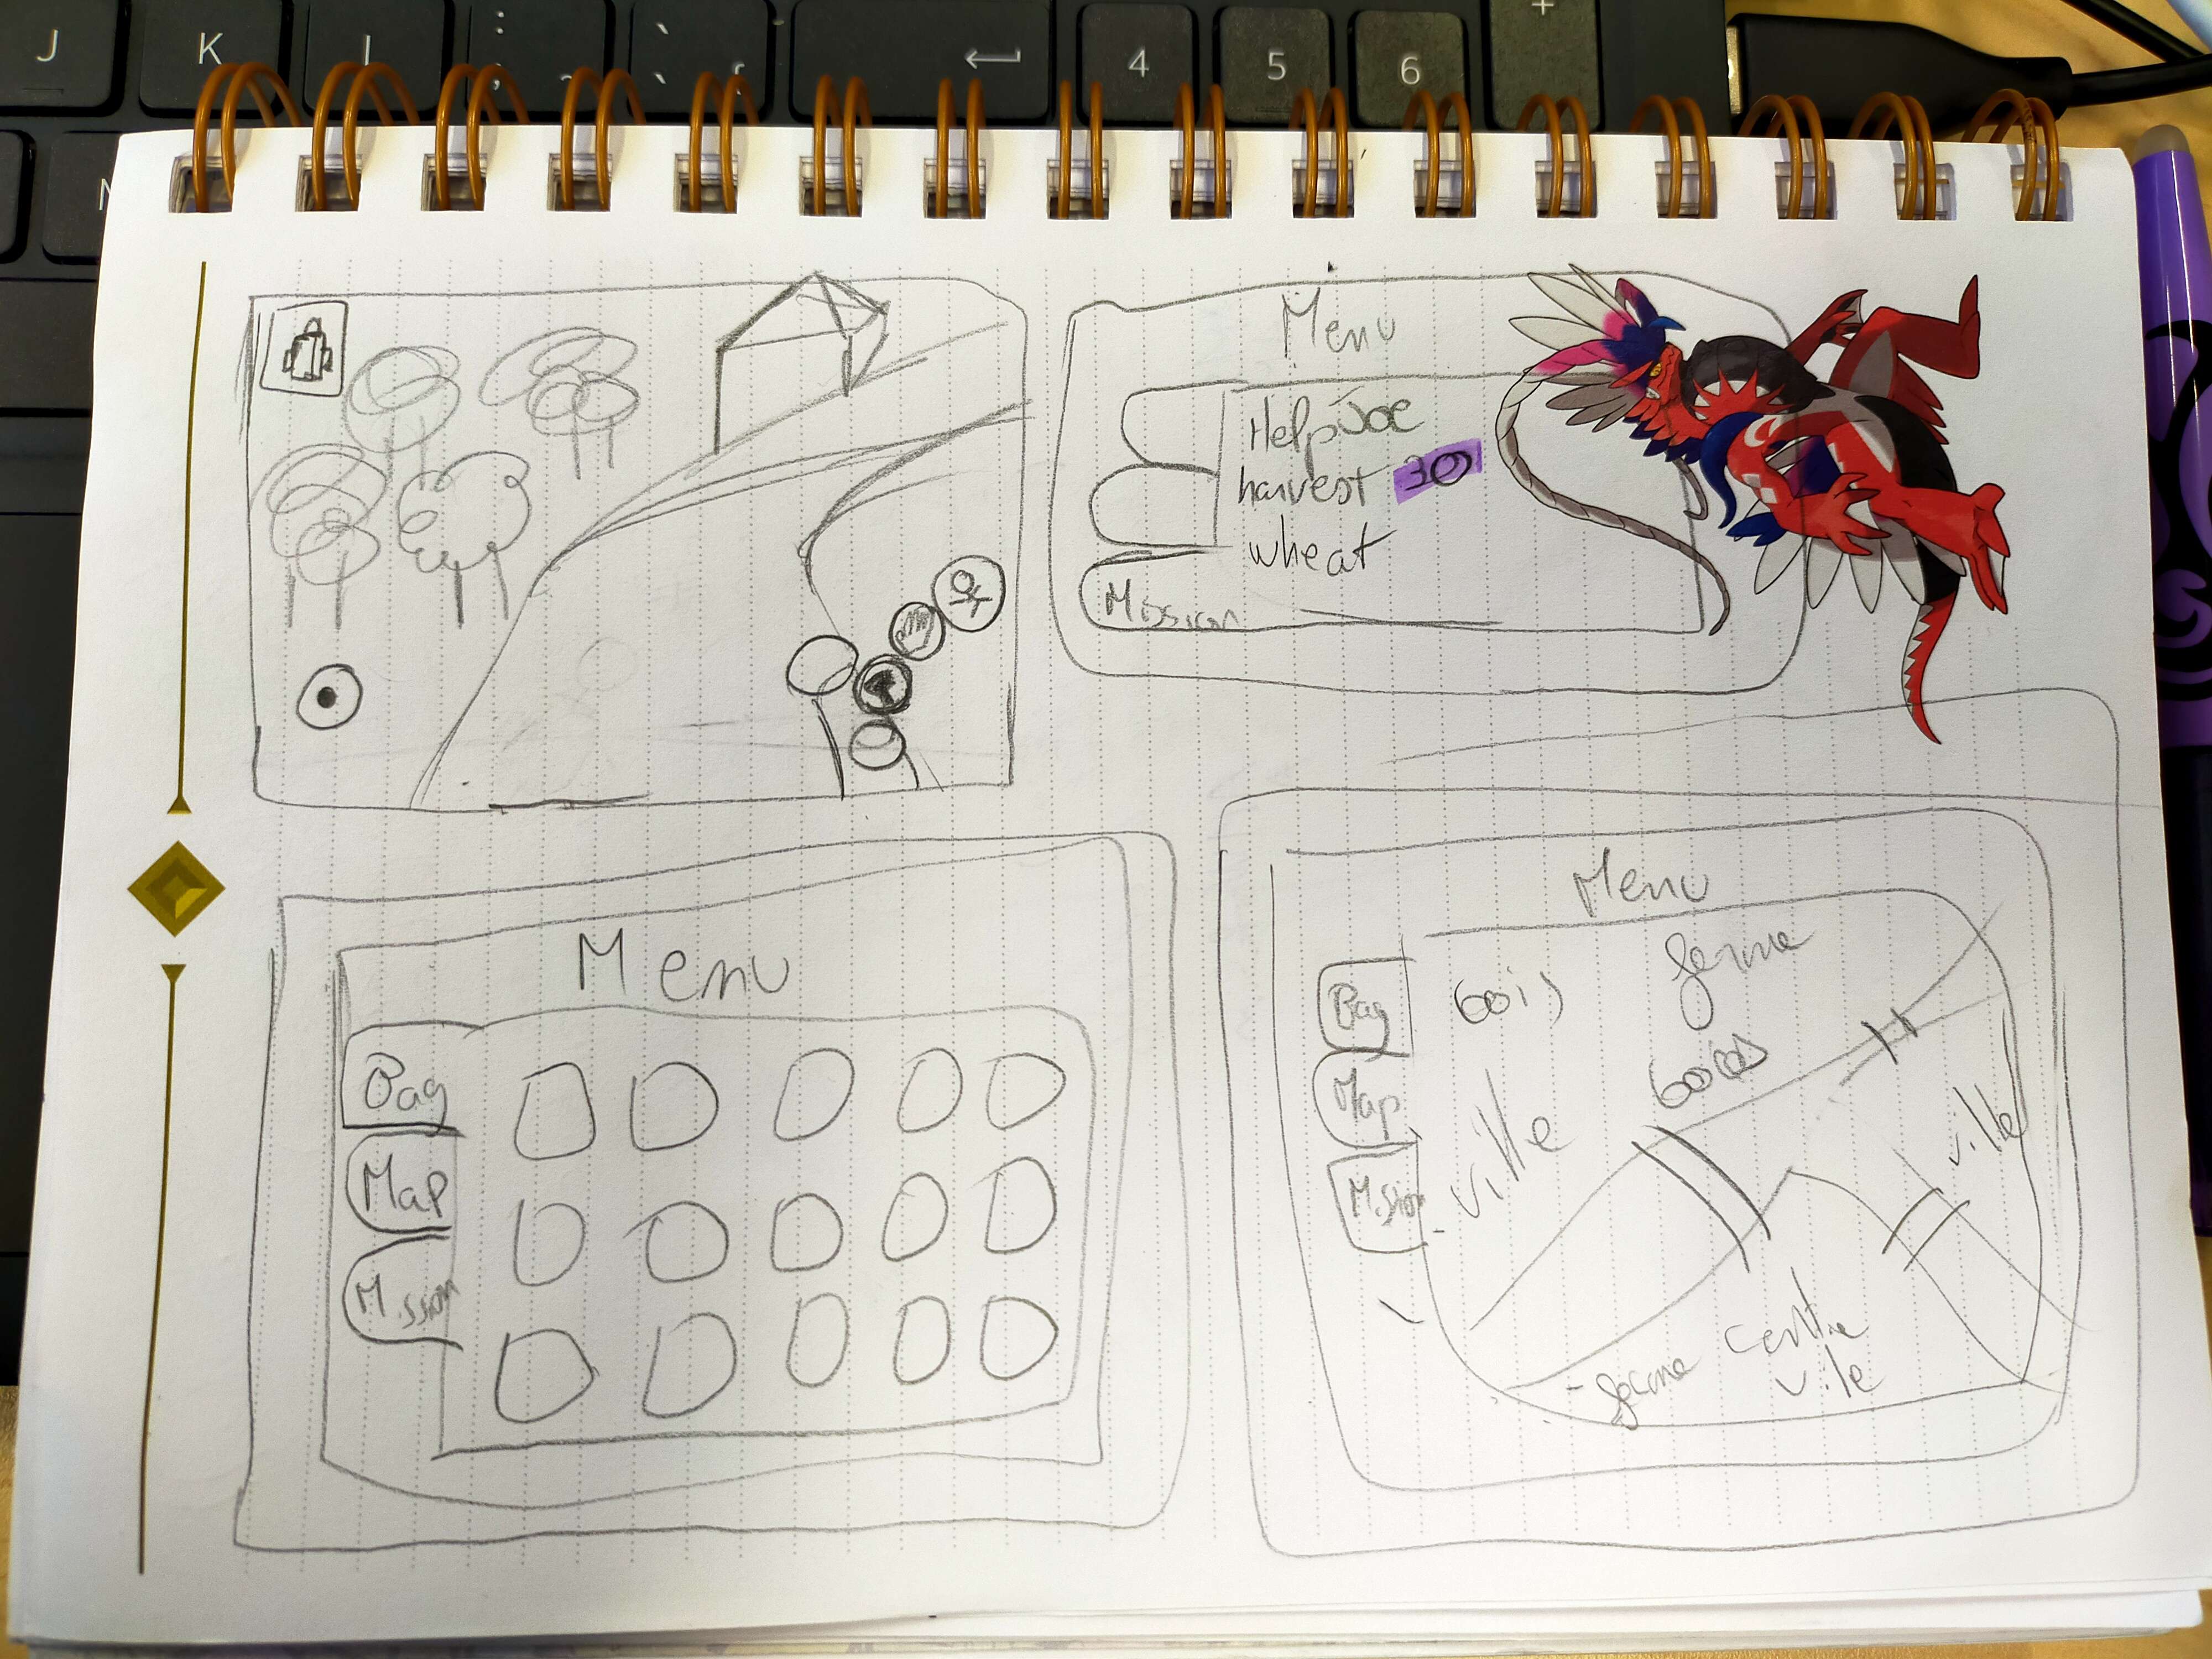 J
K
4
5
6
+
Menu
Help Joe
harvest 30
wheat
Mission
Menu
Bag
Map
Mission
Menu
Bag
Map
Mission
bois
ferme
ville
ville
ferme
centre
ville